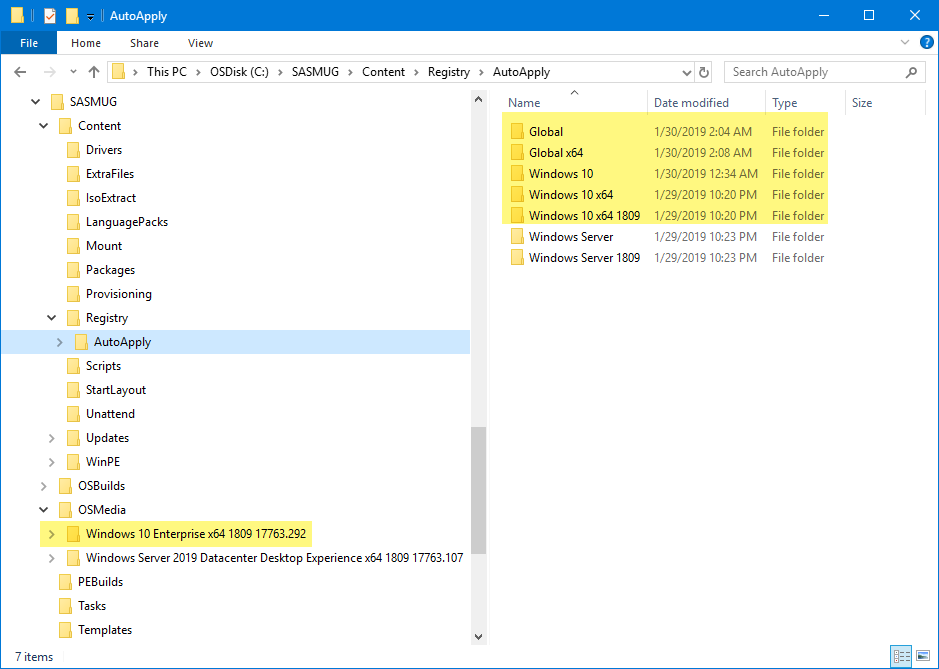 AutoApply
File Home Share View
This PC OSDisk (C:) SASMUG Content Registry AutoApply Search AutoApply
SASMUG
Content
Drivers
ExtraFiles
IsoExtract
LanguagePacks
Mount
Packages
Provisioning
Registry
AutoApply
Scripts
StartLayout
Unattend
Updates
WinPE
OSBuilds
OSMedia
Windows 10 Enterprise x64 1809 17763.292
Windows Server 2019 Datacenter Desktop Experience x64 1809 17763.107
PEBuilds
Tasks
Templates
Name Date modified Type Size
Global 1/30/2019 2:04 AM File folder
Global x64 1/30/2019 2:08 AM File folder
Windows 10 1/30/2019 12:34 AM File folder
Windows 10 x64 1/29/2019 10:20 PM File folder
Windows 10 x64 1809 1/29/2019 10:20 PM File folder
Windows Server 1/29/2019 10:23 PM File folder
Windows Server 1809 1/29/2019 10:23 PM File folder
7 items